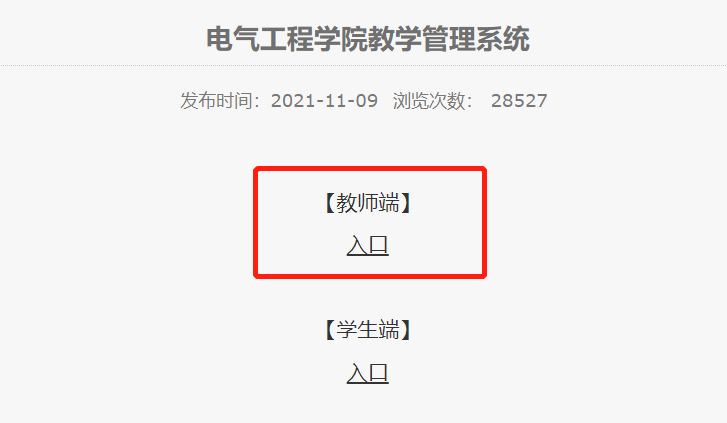 电气工程学院教学管理系统
发布时间：2021-11-09 浏览次数： 28527
【教师端】
入口
【学生端】
入口